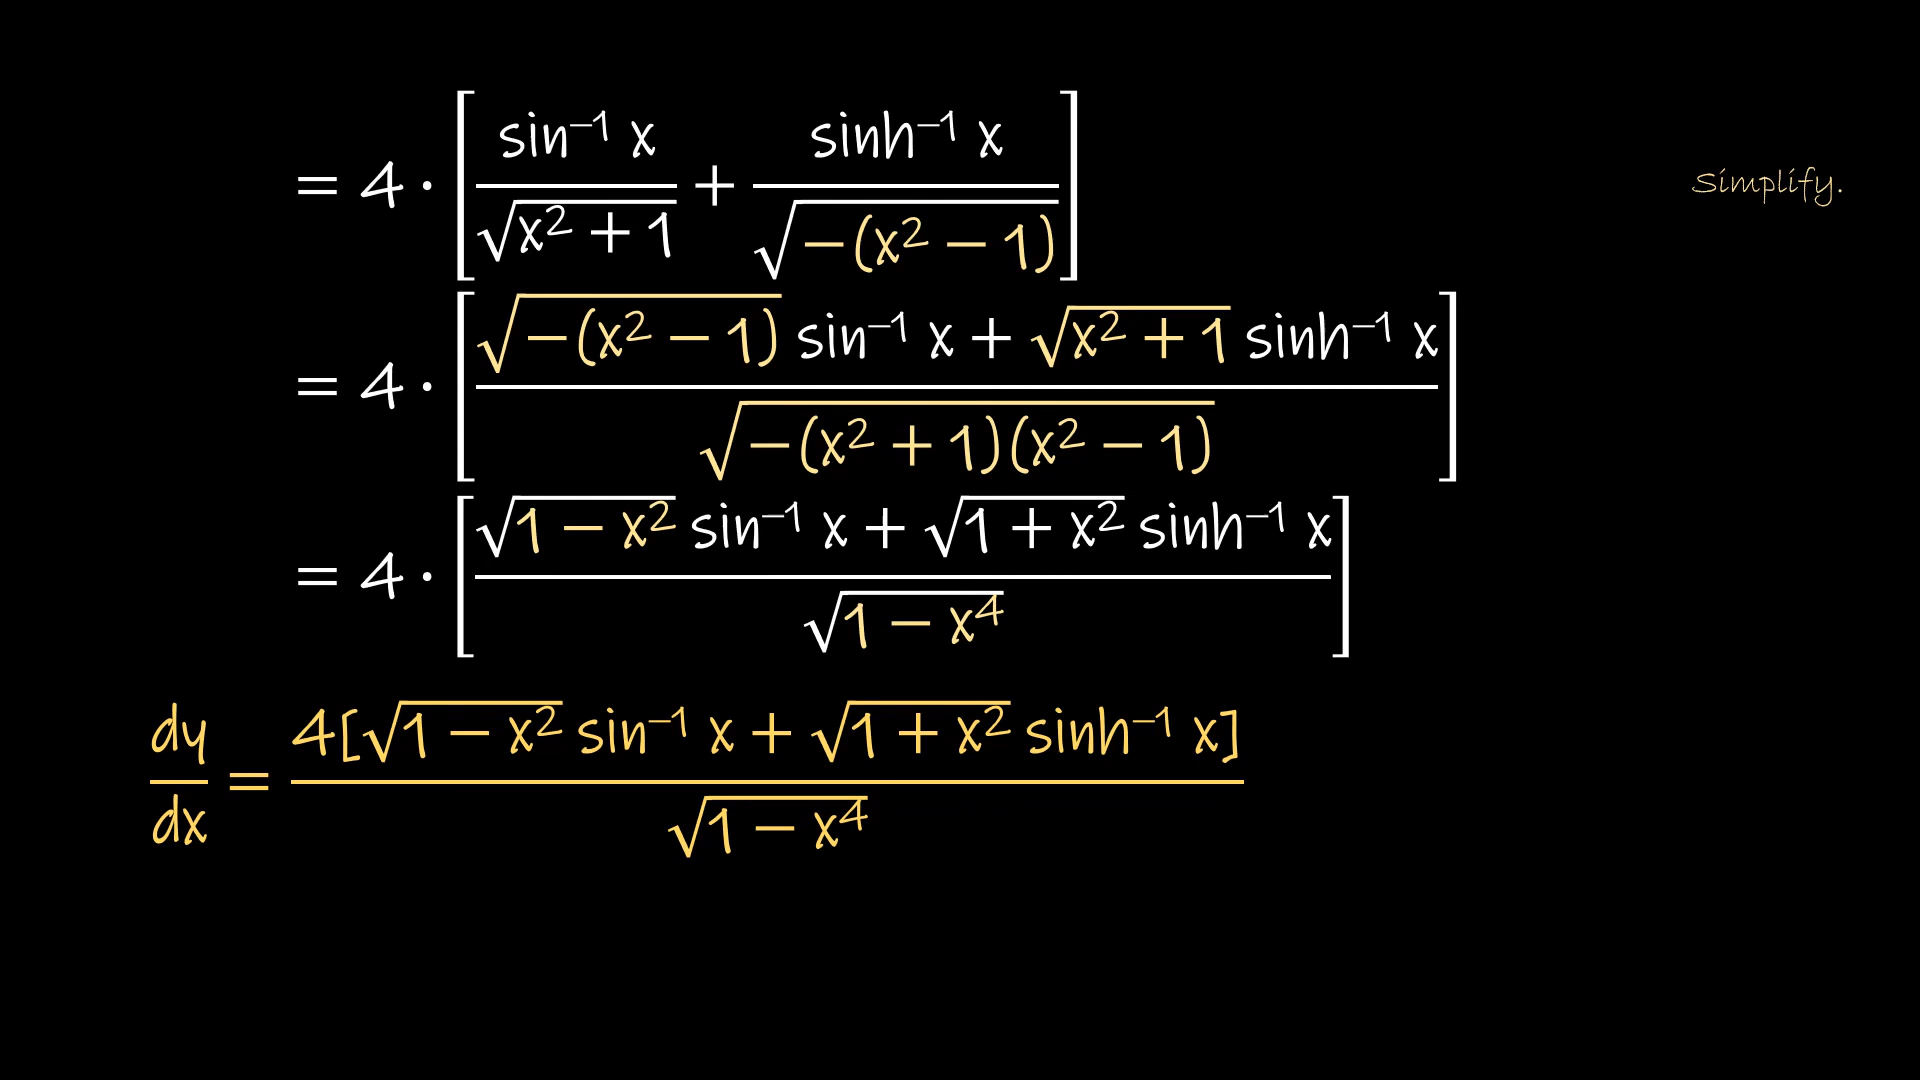 = 4 · [ sin⁻¹ x / √(x² + 1) + sinh⁻¹ x / √(−(x² − 1)) ]
Simplify.
= 4 · [ (√(−(x² − 1)) sin⁻¹ x + √(x² + 1) sinh⁻¹ x) / √(−(x² + 1)(x² − 1)) ]
= 4 · [ (√(1 − x²) sin⁻¹ x + √(1 + x²) sinh⁻¹ x) / √(1 − x⁴) ]
dy/dx = 4[√(1 − x²) sin⁻¹ x + √(1 + x²) sinh⁻¹ x] / √(1 − x⁴)